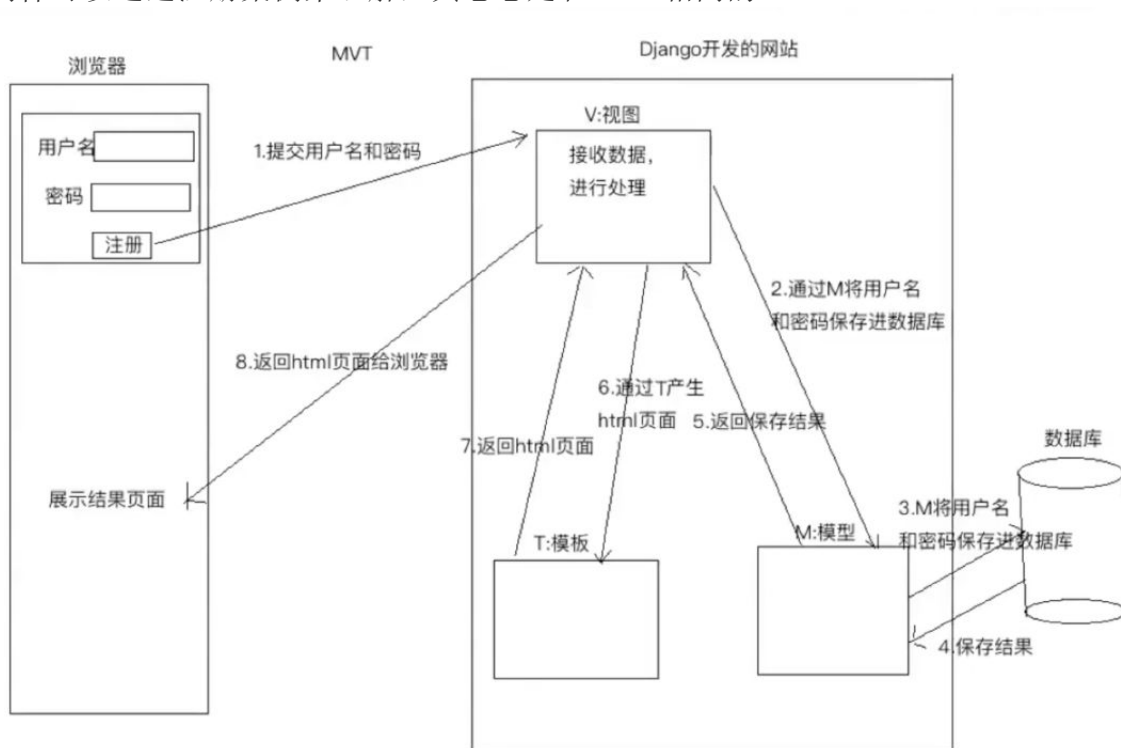 MVT
Django开发的网站
浏览器
V:视图
用户名
密码
注册
1.提交用户名和密码
接收数据，
进行处理
2.通过M将用户名
和密码保存进数据库
8.返回html页面给浏览器
6.通过T产生
html页面
5.返回保存结果
7.返回html页面
数据库
展示结果页面
3.M将用户名
和密码保存进数据库
T:模板
M:模型
4.保存结果